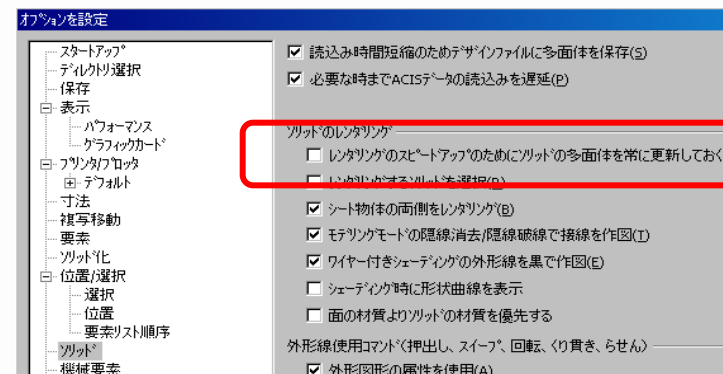 オプションを設定
スタートアップ
ディレクトリ選択
保存
表示
パフォーマンス
グラフィックカード
プリンタ/プロッタ
デフォルト
寸法
複写移動
要素
ソリッド化
位置/選択
選択
位置
要素リスト順序
ソリッド
機械要素
読込み時間短縮のためデザインファイルに多面体を保存(S)
必要な時までACISデータの読込みを遅延(P)
ソリッドのレンダリング
レンダリングのスピードアップのためにソリッドの多面体を常に更新しておく
レンダリングするソリッドを選択(R)
シート物体の両側をレンダリング(B)
モデリングモードの隠線消去/隠線破線で接線を作図(T)
ワイヤー付きシェーディングの外形線を黒で作図(E)
シェーディング時に形状曲線を表示
面の材質よりソリッドの材質を優先する
外形線使用コマンド(押出し、スイープ、回転、くり貫き、らせん)
外形図形の属性を使用(A)